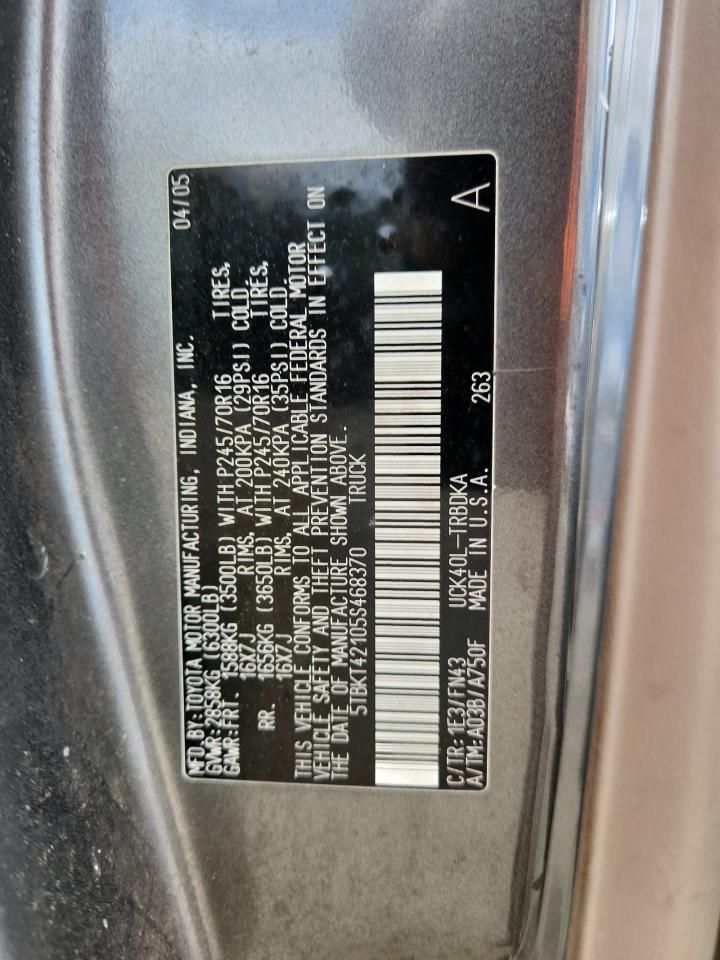 MFD.BY:TOYOTA MOTOR MANUFACTURING, INDIANA, INC. 04/05
GVWR:2858KG (6300LB)
GAWR:FRT. 1588KG (3500LB) WITH P245/70R16 TIRES,
16X7J RIMS, AT 200KPA (29PSI) COLD.
RR. 1656KG (3650LB) WITH P245/70R16 TIRES,
16X7J RIMS, AT 240KPA (35PSI) COLD.
THIS VEHICLE CONFORMS TO ALL APPLICABLE FEDERAL MOTOR
VEHICLE SAFETY AND THEFT PREVENTION STANDARDS IN EFFECT ON
THE DATE OF MANUFACTURE SHOWN ABOVE.
5TBKT42105S468370 TRUCK
C/TR:1E3/FN43 UCK40L-TRBDKA A
A/TM:A03B/A750F MADE IN U.S.A. 263